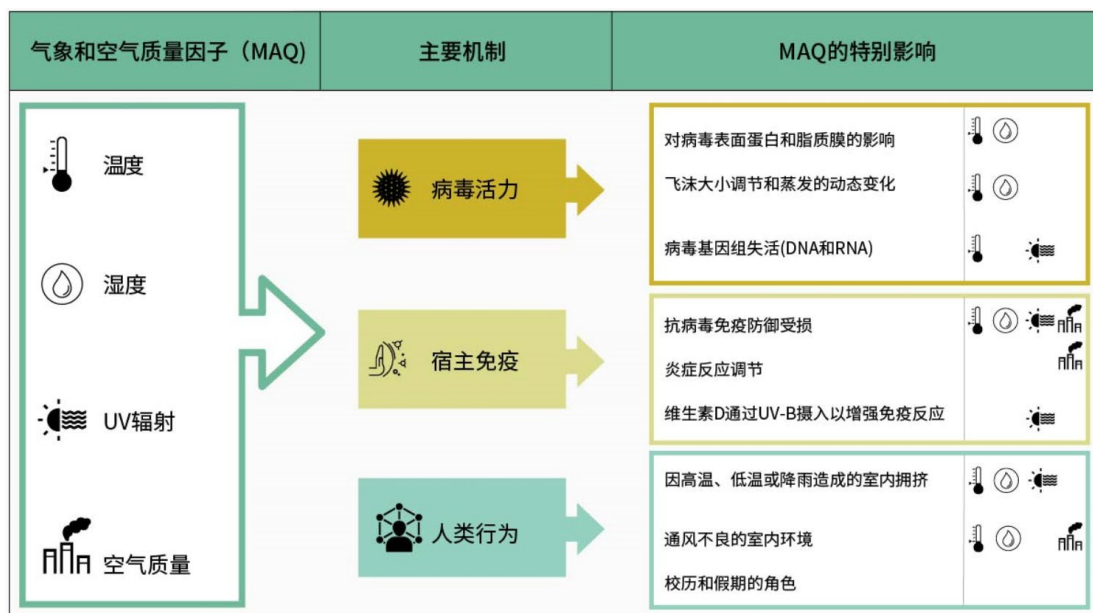 气象和空气质量因子（MAQ)
主要机制
MAQ的特别影响
温度
湿度
UV辐射
空气质量
病毒活力
对病毒表面蛋白和脂质膜的影响
飞沫大小调节和蒸发的动态变化
病毒基因组失活(DNA和RNA)
宿主免疫
抗病毒免疫防御受损
炎症反应调节
维生素D通过UV-B摄入以增强免疫反应
人类行为
因高温、低温或降雨造成的室内拥挤
通风不良的室内环境
校历和假期的角色